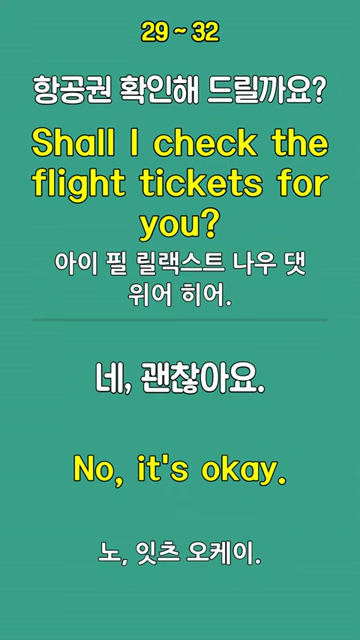 29 ~ 32
항공권 확인해 드릴까요?
Shall I check the
flight tickets for
you?
아이 필 릴랙스트 나우 댓
위어 히어.
네, 괜찮아요.
No, it's okay.
노, 잇츠 오케이.